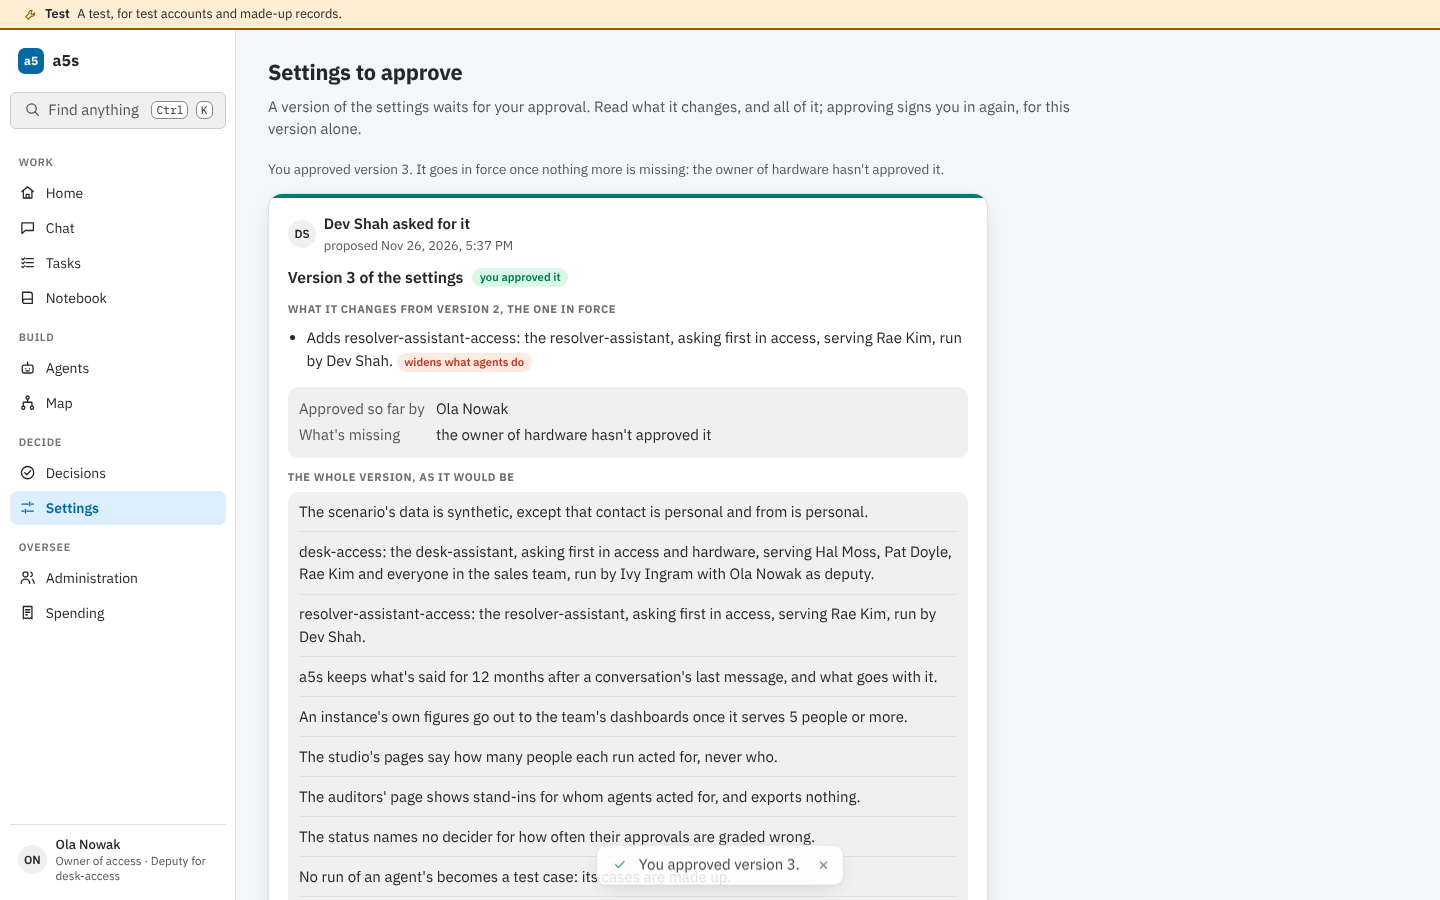 Test A test, for test accounts and made-up records.
a5 a5s
Find anything Ctrl K
WORK
Home
Chat
Tasks
Notebook
BUILD
Agents
Map
DECIDE
Decisions
Settings
OVERSEE
Administration
Spending
ON
Ola Nowak
Owner of access · Deputy for
desk-access
Settings to approve
A version of the settings waits for your approval. Read what it changes, and all of it; approving signs you in again, for this
version alone.
You approved version 3. It goes in force once nothing more is missing: the owner of hardware hasn't approved it.
DS
Dev Shah asked for it
proposed Nov 26, 2026, 5:37 PM
Version 3 of the settings you approved it
WHAT IT CHANGES FROM VERSION 2, THE ONE IN FORCE
• Adds resolver-assistant-access: the resolver-assistant, asking first in access, serving Rae Kim, run
by Dev Shah. widens what agents do
Approved so far by Ola Nowak
What's missing the owner of hardware hasn't approved it
THE WHOLE VERSION, AS IT WOULD BE
The scenario's data is synthetic, except that contact is personal and from is personal.
desk-access: the desk-assistant, asking first in access and hardware, serving Hal Moss, Pat Doyle,
Rae Kim and everyone in the sales team, run by Ivy Ingram with Ola Nowak as deputy.
resolver-assistant-access: the resolver-assistant, asking first in access, serving Rae Kim, run by
Dev Shah.
a5s keeps what's said for 12 months after a conversation's last message, and what goes with it.
An instance's own figures go out to the team's dashboards once it serves 5 people or more.
The studio's pages say how many people each run acted for, never who.
The auditors' page shows stand-ins for whom agents acted for, and exports nothing.
The status names no decider for how often their approvals are graded wrong.
No run of an agent's becomes a test case: its cases are made up.
You approved version 3.